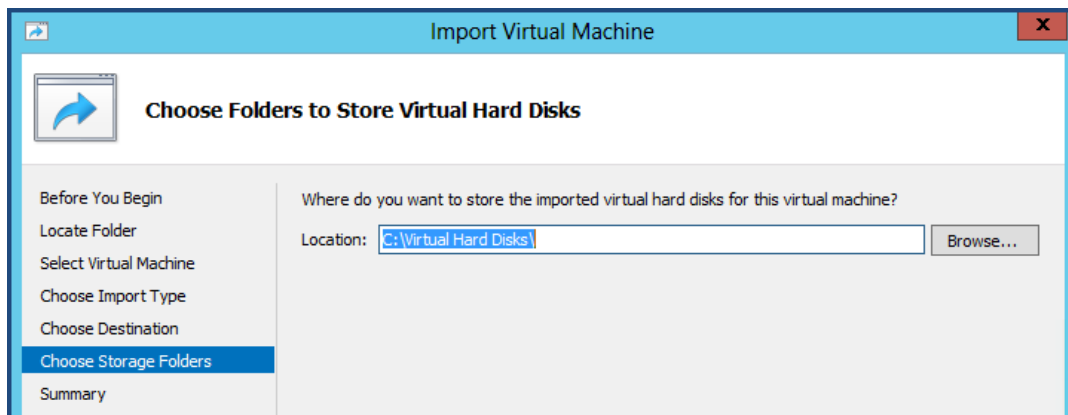 Import Virtual Machine
x
Choose Folders to Store Virtual Hard Disks
Before You Begin
Locate Folder
Select Virtual Machine
Choose Import Type
Choose Destination
Choose Storage Folders
Summary
Where do you want to store the imported virtual hard disks for this virtual machine?
Location: C:\Virtual Hard Disks\ Browse...